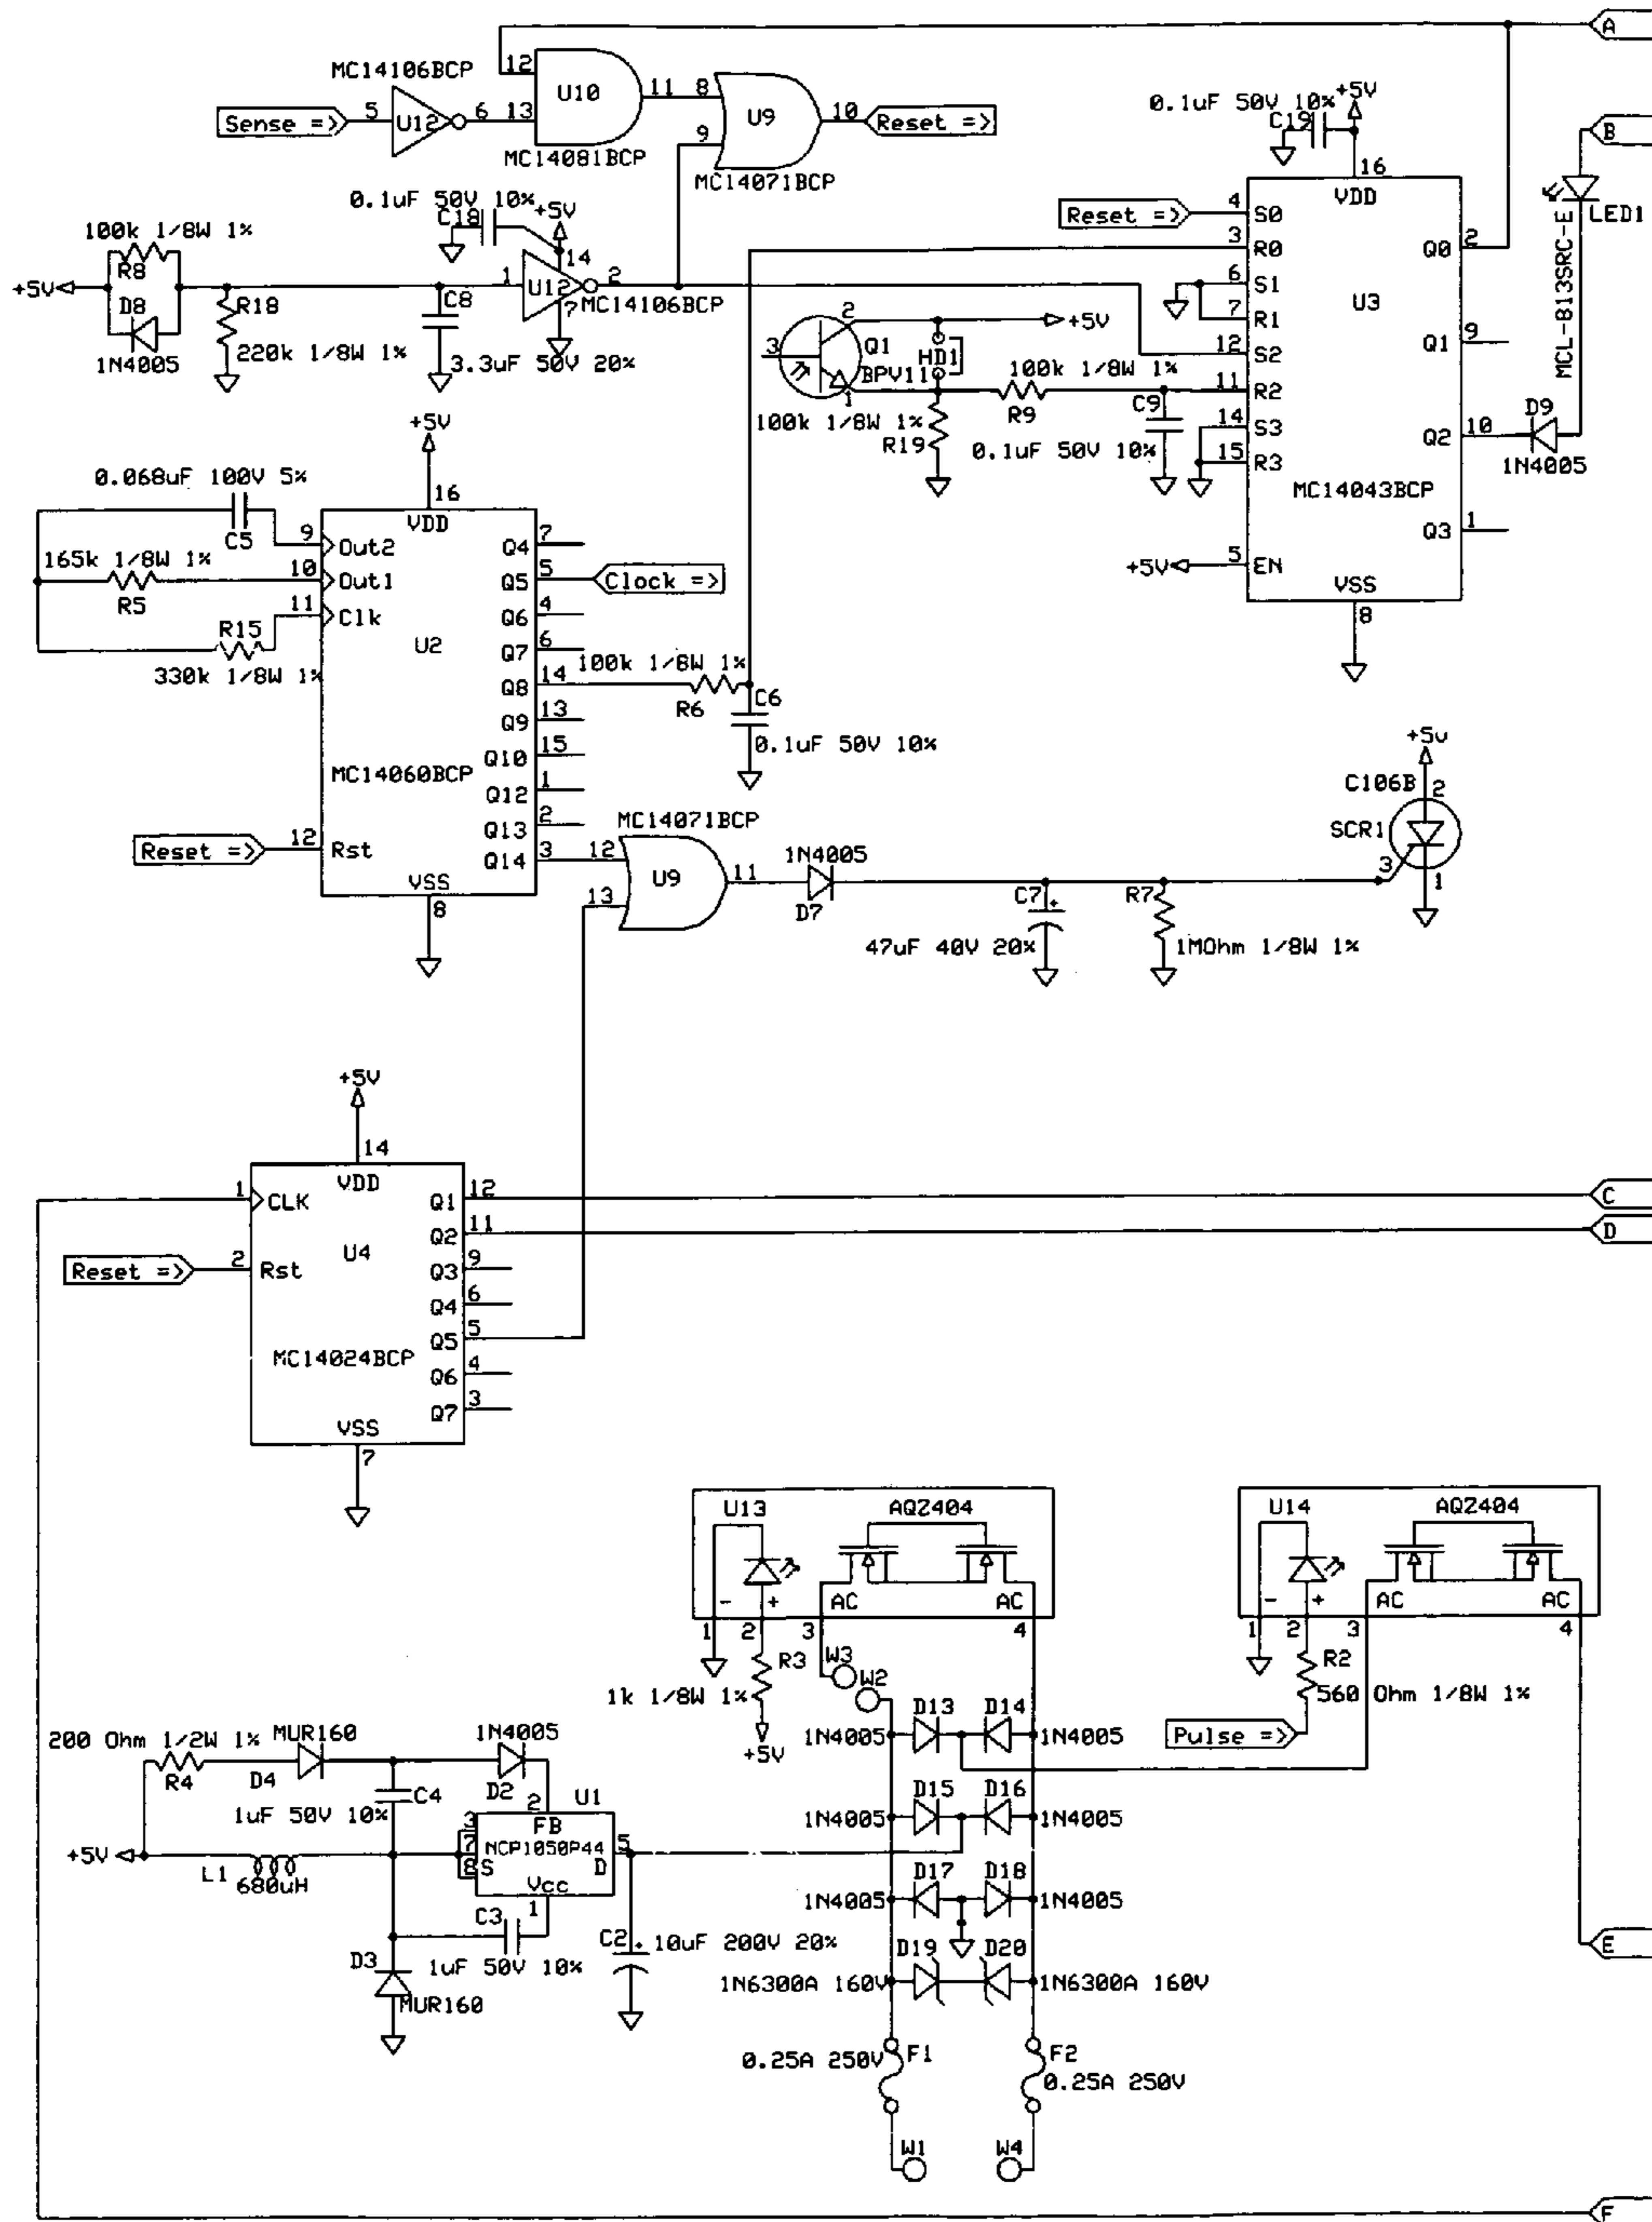 A
MC14106BCP
12
U10
11
8
U9
10
Reset =>
Sense =>
5
U12
6
13
9
MC14081BCP
MC14071BCP
0.1uF 50V 10%
+5V
C19
B
16
VDD
LED1
MCL-813SRC-E
0.1uF 50V 10%
C18
+5V
14
100k 1/8W 1%
R8
+5V
D8
1N4005
R18
220k 1/8W 1%
C8
3.3uF 50V 20%
1
U12
2
7
MC14106BCP
Reset =>
4
S0
3
R0
6
S1
7
R1
12
S2
11
R2
14
S3
15
R3
5
EN
+5V
U3
Q0
2
Q1
9
Q2
10
Q3
1
MC14043BCP
VSS
8
D9
1N4005
3
2
Q1
BPV11
1
HD1
+5V
100k 1/8W 1%
R9
100k 1/8W 1%
R19
C9
0.1uF 50V 10%
+5V
16
VDD
0.068uF 100V 5%
C5
165k 1/8W 1%
R5
R15
330k 1/8W 1%
9
Out2
10
Out1
11
Clk
U2
MC14060BCP
Reset =>
12
Rst
VSS
8
Q4
7
Q5
5
Clock =>
Q6
4
Q7
6
Q8
14
Q9
13
Q10
15
Q12
1
Q13
2
Q14
3
100k 1/8W 1%
R6
C6
0.1uF 50V 10%
MC14071BCP
12
13
U9
11
1N4005
D7
C7
+
47uF 40V 20%
R7
1MOhm 1/8W 1%
+5v
C106B
2
SCR1
3
1
+5V
14
VDD
1
CLK
Reset =>
2
Rst
U4
MC14024BCP
VSS
7
Q1
12
Q2
11
Q3
9
Q4
6
Q5
5
Q6
4
Q7
3
C
D
U13
AQZ404
-
+
AC
AC
1
2
3
4
R3
1k 1/8W 1%
+5V
W3
W2
U14
AQZ404
-
+
AC
AC
1
2
3
4
R2
560 Ohm 1/8W 1%
Pulse =>
D13
D14
1N4005
1N4005
D15
D16
1N4005
1N4005
D17
D18
1N4005
1N4005
D19
D20
1N6300A 160V
1N6300A 160V
200 Ohm 1/2W 1%
R4
MUR160
D4
1N4005
D2
C4
1uF 50V 10%
+5V
L1
680uH
3
7
8
S
2
U1
FB
NCP1050P44
D
5
Vcc
1
C3
1uF 50V 10%
D3
MUR160
C2
+
10uF 200V 20%
E
0.25A 250V
F1
F2
0.25A 250V
W1
W4
F